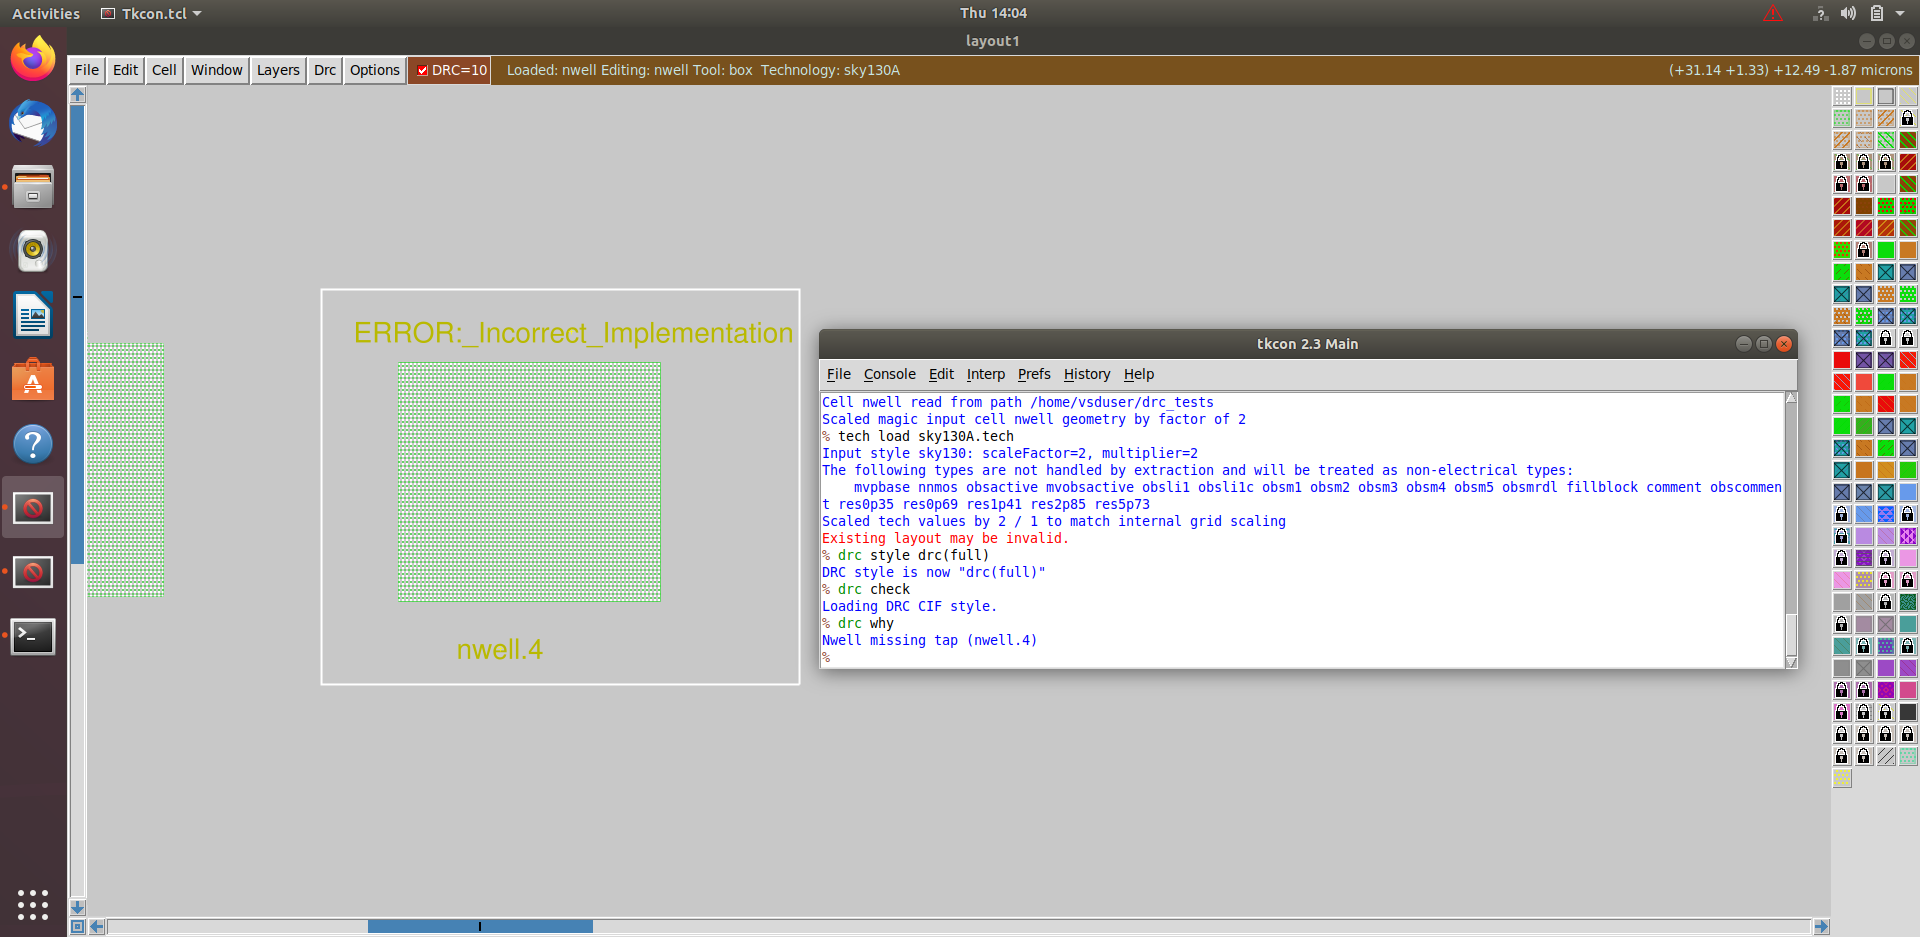 Activities Tkcon.tcl Thu 14:04
layout1
File Edit Cell Window Layers Drc Options DRC=10 Loaded: nwell Editing: nwell Tool: box Technology: sky130A (+31.14 +1.33) +12.49 -1.87 microns
ERROR:_Incorrect_Implementation
nwell.4
tkcon 2.3 Main
File Console Edit Interp Prefs History Help
Cell nwell read from path /home/vsduser/drc_tests
Scaled magic input cell nwell geometry by factor of 2
% tech load sky130A.tech
Input style sky130: scaleFactor=2, multiplier=2
The following types are not handled by extraction and will be treated as non-electrical types:
mvpbase nnmos obsactive mvobsactive obsli1 obsli1c obsm1 obsm2 obsm3 obsm4 obsm5 obsmrdl fillblock comment obscommen
t res0p35 res0p69 res1p41 res2p85 res5p73
Scaled tech values by 2 / 1 to match internal grid scaling
Existing layout may be invalid.
% drc style drc(full)
DRC style is now "drc(full)"
% drc check
Loading DRC CIF style.
% drc why
Nwell missing tap (nwell.4)
%